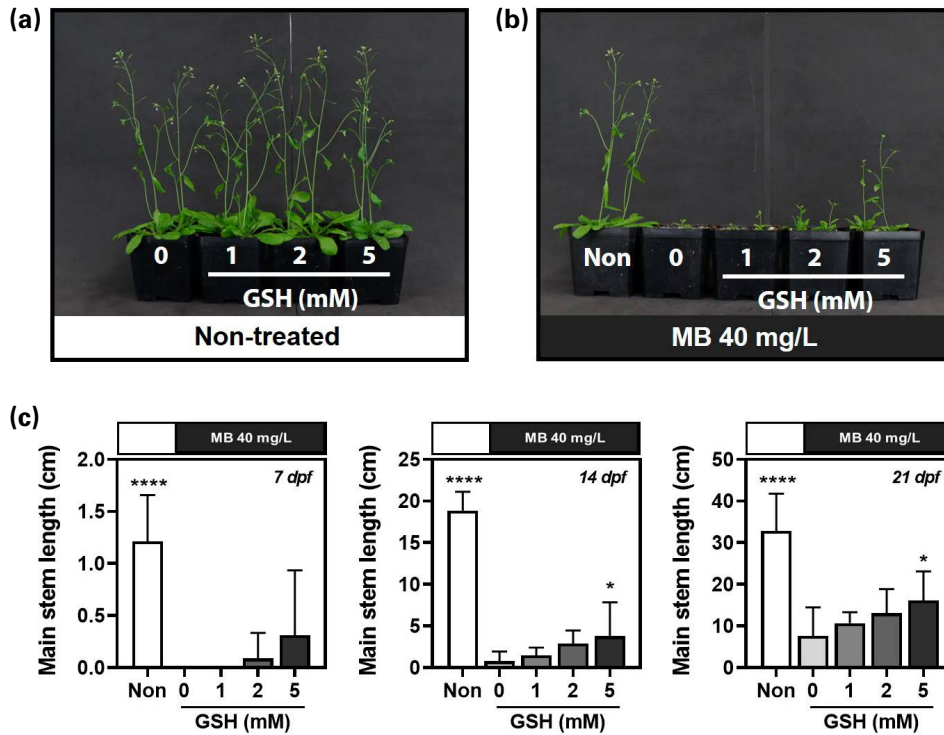 (a)
0 1 2 5
GSH (mM)
Non-treated
(b)
Non 0 1 2 5
GSH (mM)
MB 40 mg/L
(c)
MB 40 mg/L
Main stem length (cm)
7 dpf
2.0
1.5
1.0
0.5
0.0
****
Non 0 1 2 5
GSH (mM)
MB 40 mg/L
Main stem length (cm)
14 dpf
25
20
15
10
5
0
****
*
Non 0 1 2 5
GSH (mM)
MB 40 mg/L
Main stem length (cm)
21 dpf
50
40
30
20
10
0
****
*
Non 0 1 2 5
GSH (mM)